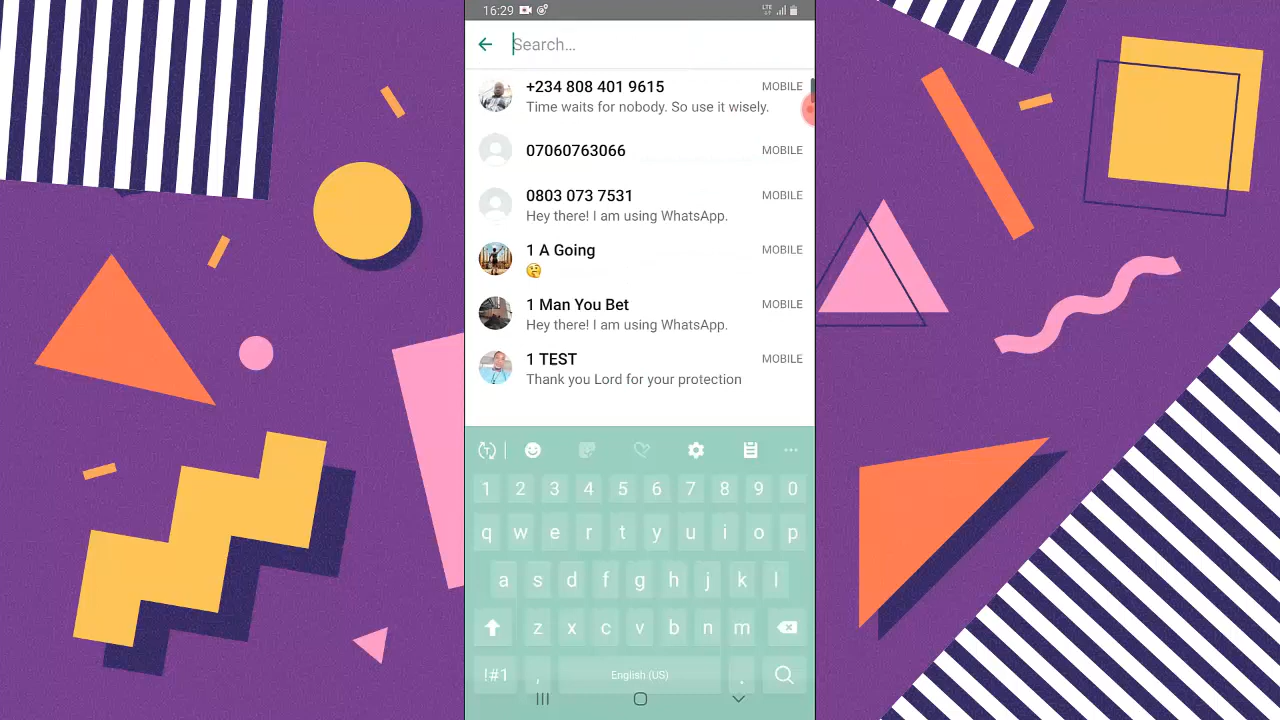 16:29
LTE
Search...
+234 808 401 9615 MOBILE
Time waits for nobody. So use it wisely.
07060763066 MOBILE
0803 073 7531 MOBILE
Hey there! I am using WhatsApp.
1 A Going MOBILE
🤔
1 Man You Bet MOBILE
Hey there! I am using WhatsApp.
1 TEST MOBILE
Thank you Lord for your protection
1 2 3 4 5 6 7 8 9 0
q w e r t y u i o p
a s d f g h j k l
z x c v b n m
!#1 , English (US) .